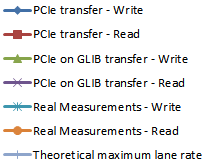 PCIe transfer - Write
PCIe transfer - Read
PCIe on GLIB transfer - Write
PCIe on GLIB transfer - Read
Real Measurements - Write
Real Measurements - Read
Theoretical maximum lane rate